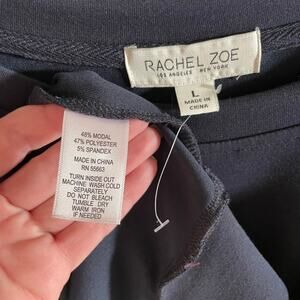 RACHEL ZOE
LOS ANGELES NEW YORK
L
MADE IN
CHINA
48% MODAL
47% POLYESTER
5% SPANDEX
MADE IN CHINA
RN 55663
TURN INSIDE OUT
MACHINE WASH COLD
SEPARATELY
DO NOT BLEACH
TUMBLE DRY
WARM IRON
IF NEEDED